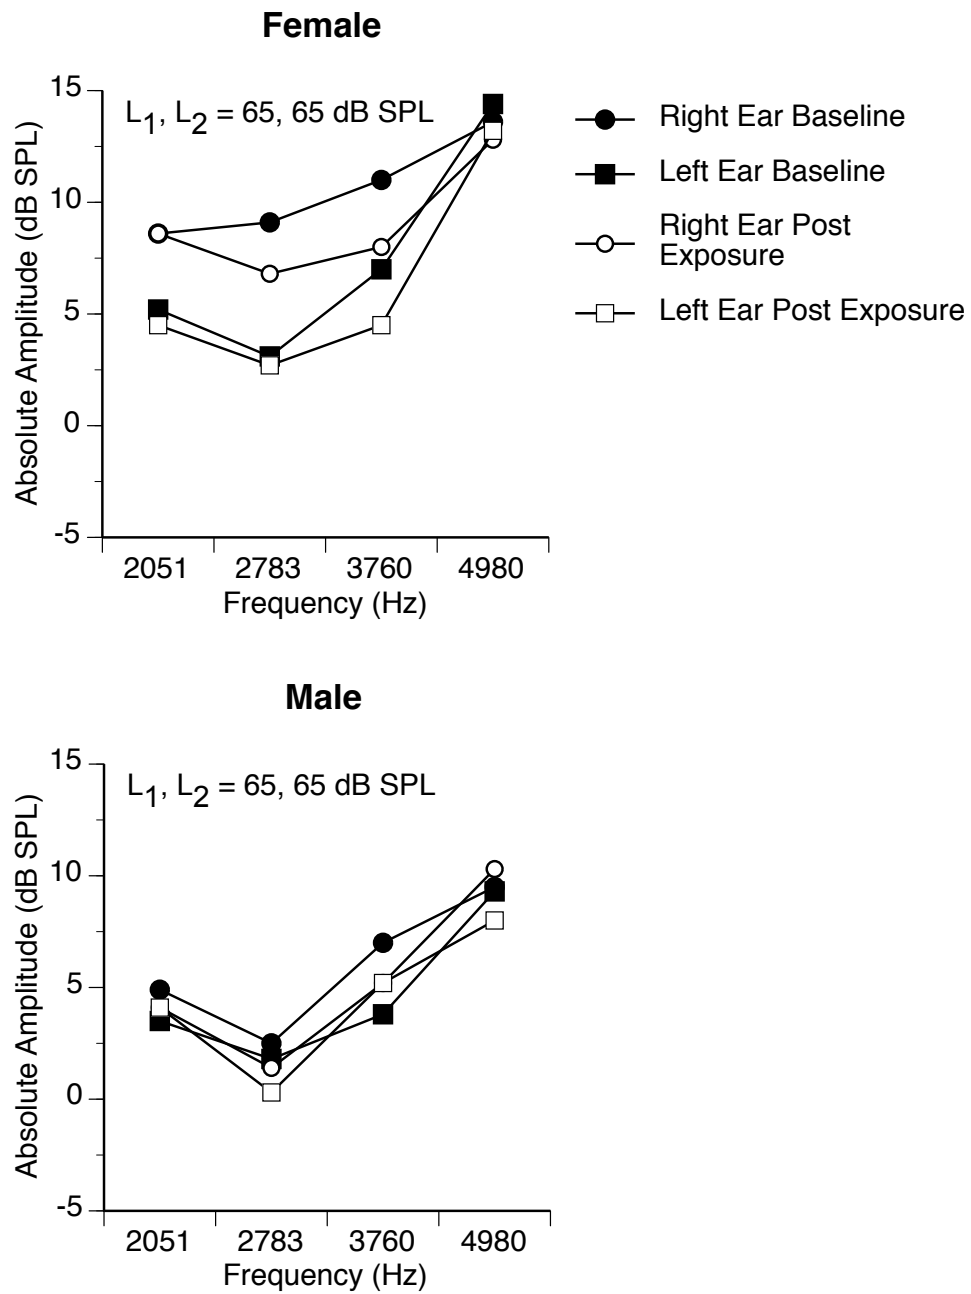 Female
15
10
5
0
-5
Absolute Amplitude (dB SPL)
L1, L2 = 65, 65 dB SPL
2051 2783 3760 4980
Frequency (Hz)
Right Ear Baseline
Left Ear Baseline
Right Ear Post
Exposure
Left Ear Post Exposure
Male
15
10
5
0
-5
Absolute Amplitude (dB SPL)
L1, L2 = 65, 65 dB SPL
2051 2783 3760 4980
Frequency (Hz)